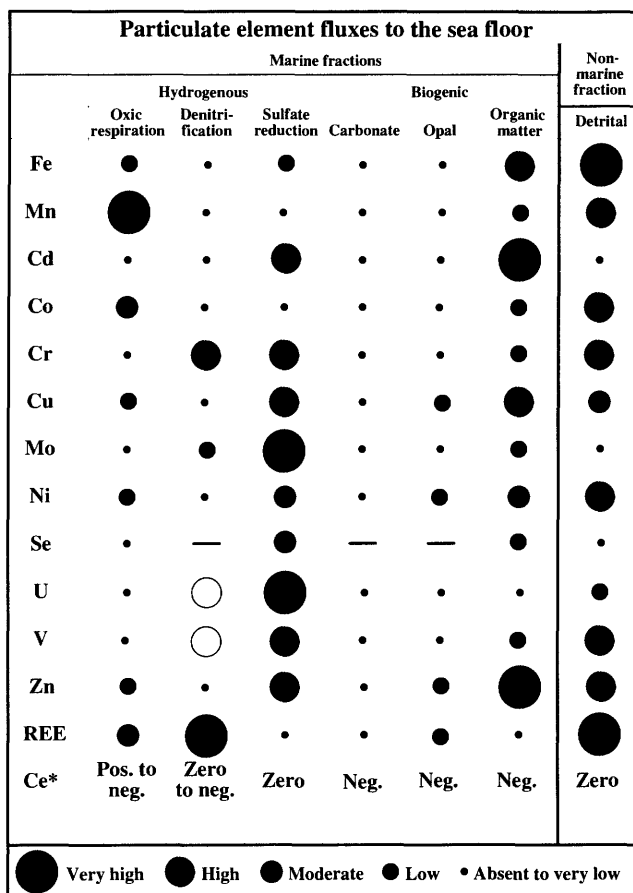 Particulate element fluxes to the sea floor
Marine fractions
Non-
marine
fraction
Hydrogenous
Biogenic
Oxic
respiration
Denitri-
fication
Sulfate
reduction
Carbonate
Opal
Organic
matter
Detrital
Fe
Mn
Cd
Co
Cr
Cu
Mo
Ni
Se
U
V
Zn
REE
Ce*
Pos. to
neg.
Zero
to neg.
Zero
Neg.
Neg.
Neg.
Zero
Very high
High
Moderate
Low
Absent to very low